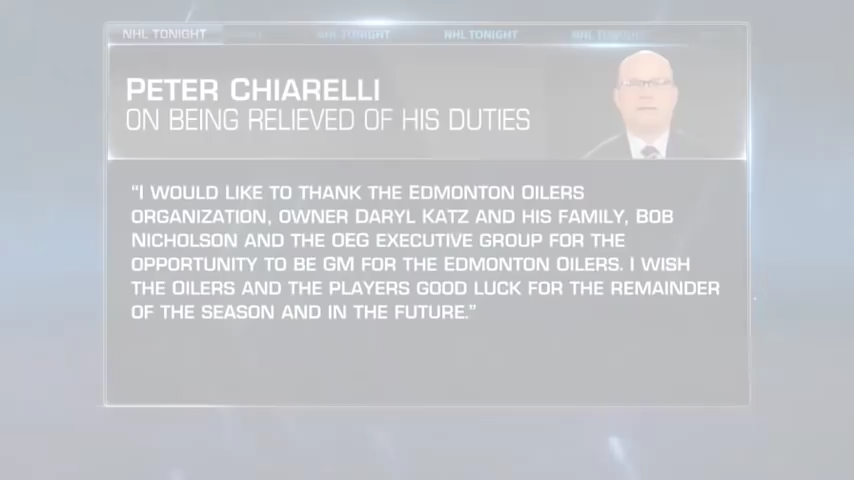 NHL TONIGHT NHL TONIGHT NHL TONIGHT NHL TONIGHT
PETER CHIARELLI
ON BEING RELIEVED OF HIS DUTIES
“I WOULD LIKE TO THANK THE EDMONTON OILERS
ORGANIZATION, OWNER DARYL KATZ AND HIS FAMILY, BOB
NICHOLSON AND THE OEG EXECUTIVE GROUP FOR THE
OPPORTUNITY TO BE GM FOR THE EDMONTON OILERS. I WISH
THE OILERS AND THE PLAYERS GOOD LUCK FOR THE REMAINDER
OF THE SEASON AND IN THE FUTURE.”